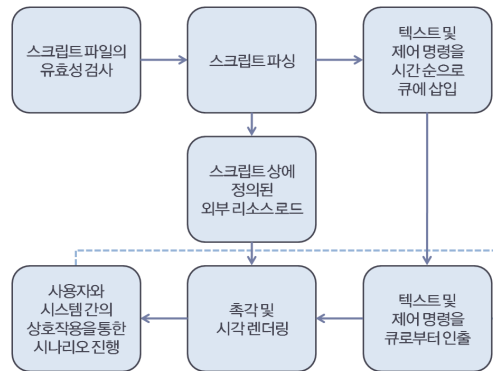 스크립트 파일의
유효성 검사
스크립트 파싱
텍스트 및
제어 명령을
시간 순으로
큐에 삽입
스크립트 상에
정의된
외부 리소스 로드
사용자와
시스템 간의
상호작용을 통한
시나리오 진행
촉각 및
시각 렌더링
텍스트 및
제어 명령을
큐로부터 인출